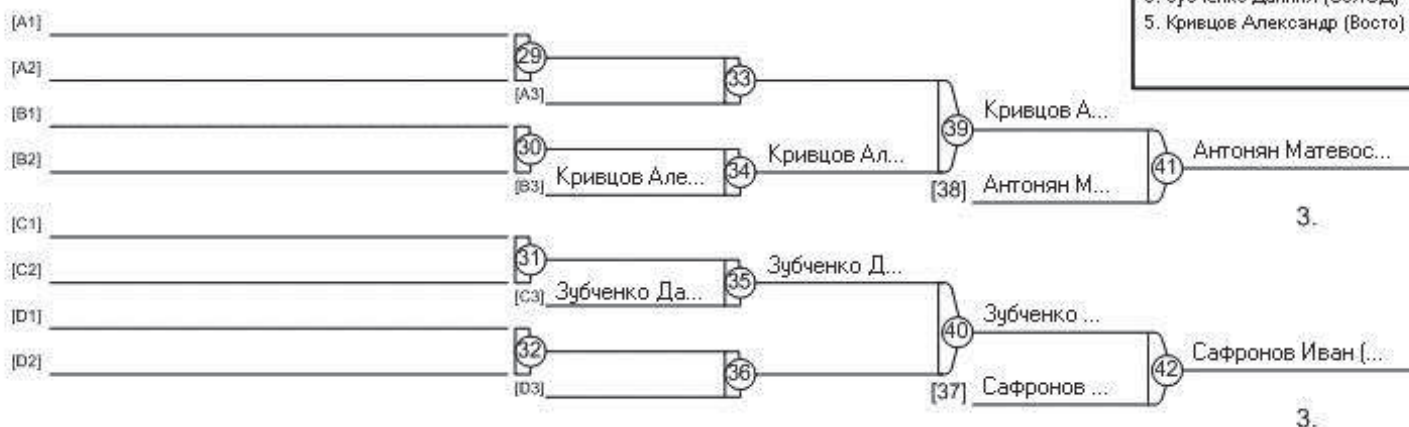 5. Кривцов Александр (Восто)
[A1]
29
[A2]
33
[A3]
[B1]
39
Кривцов А...
30
Антонян Матевос...
[B2]
Кривцов Але...
34
Кривцов Ал...
41
[B3]
[38]
Антонян М...
3.
[C1]
31
Зубченко Д...
[C2]
Зубченко Да...
35
[C3]
[D1]
Зубченко ...
40
32
Сафронов Иван (...
[D2]
36
42
[D3]
[37]
Сафронов ...
3.